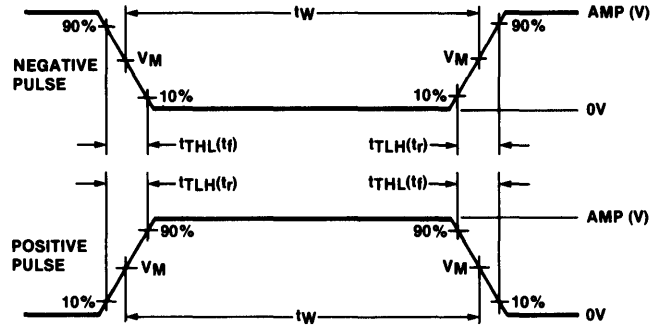 tW
AMP (V)
90%
90%
VM
VM
NEGATIVE
PULSE
10%
10%
0V
tTHL(tf)
tTLH(tr)
tTLH(tr)
tTHL(tf)
AMP (V)
90%
90%
POSITIVE
PULSE
VM
VM
10%
10%
tW
0V